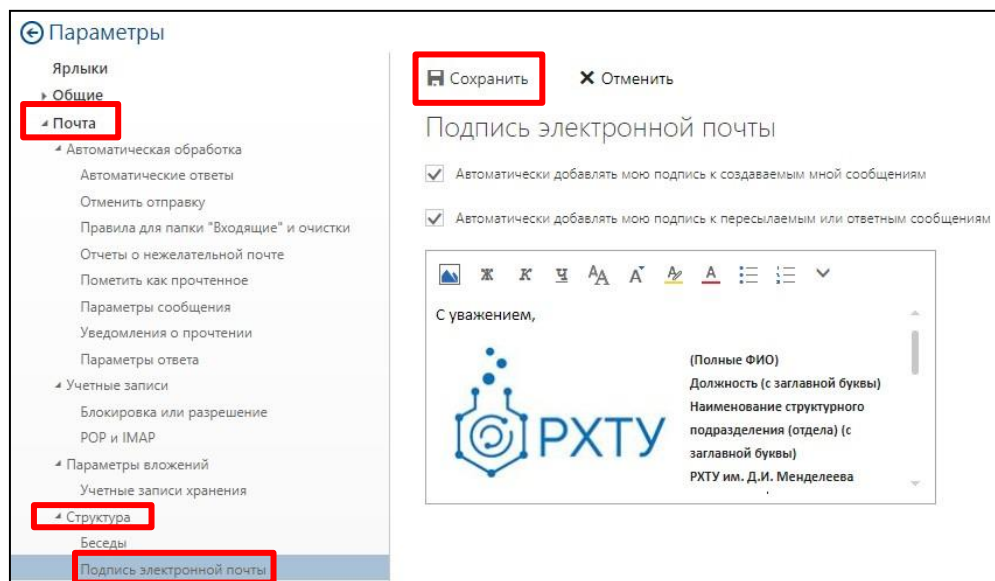 Параметры
Ярлыки
Общие
Почта
Автоматическая обработка
Автоматические ответы
Отменить отправку
Правила для папки "Входящие" и очистки
Отчеты о нежелательной почте
Пометить как прочтенное
Параметры сообщения
Уведомления о прочтении
Параметры ответа
Учетные записи
Блокировка или разрешение
POP и IMAP
Параметры вложений
Учетные записи хранения
Структура
Беседы
Подпись электронной почты
Сохранить Отменить
Подпись электронной почты
Автоматически добавлять мою подпись к создаваемым мной сообщениям
Автоматически добавлять мою подпись к пересылаемым или ответным сообщениям
Ж К Ч АА А А А
С уважением,
РХТУ
(Полные ФИО)
Должность (с заглавной буквы)
Наименование структурного
подразделения (отдела) (с
заглавной буквы)
РХТУ им. Д.И. Менделеева